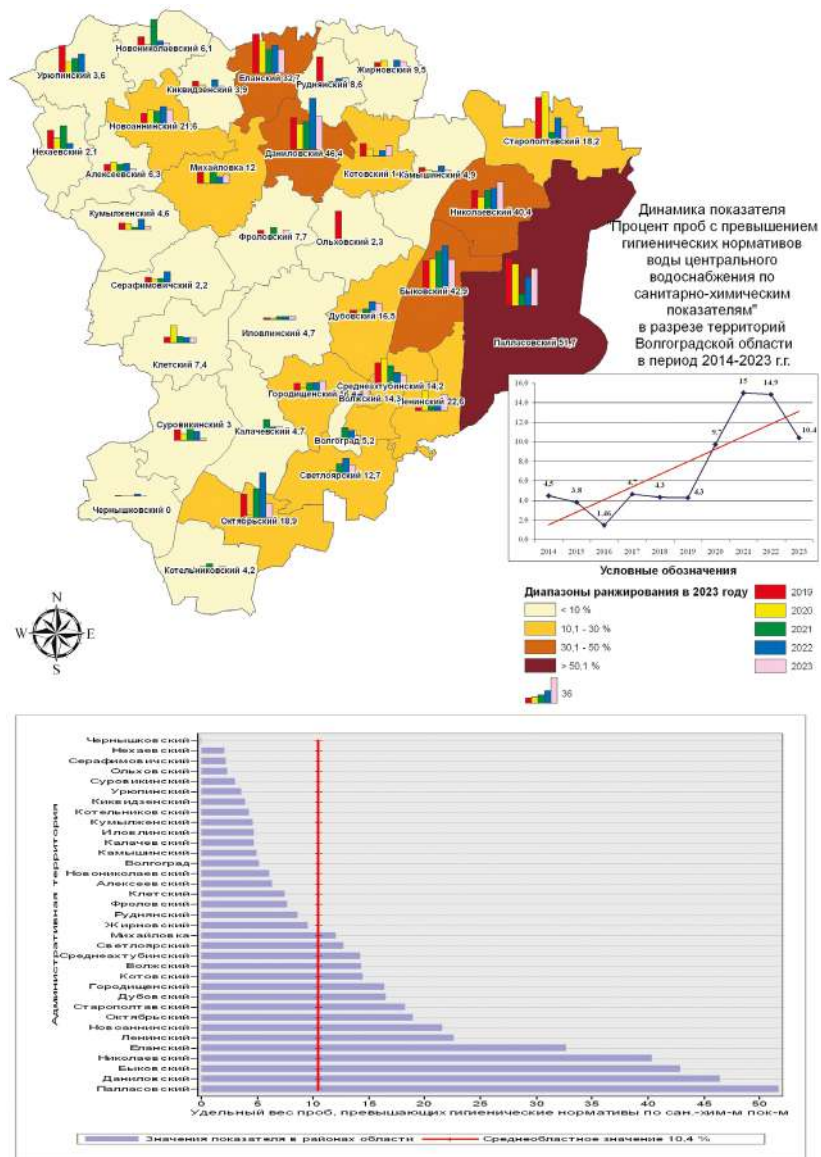 Новониколаевский 6,1
Урюпинский 3,6
Еланский 32,7
Жирновский 9,5
Киквидзенский 3,9
Руднянский 8,6
Новоаннинский 21,6
Старополтавский 18,2
Нехаевский 2,1
Даниловский 46,4
Алексеевский 6,3
Михайловка 12
Котовский 1
Камышинский 4,9
Кумылженский 4,6
Николаевский 40,4
Фроловский 7,7
Ольховский 2,3
Серафимовичский 2,2
Быковский 42,9
Дубовский 16,5
Иловлинский 4,7
Палласовский 51,7
Клетский 7,4
Городищенский
Среднеахтубинский 14,2
Волжский 14,3
Ленинский 22,6
Суровикинский 3
Калачевский 4,7
Волгоград 5,2
Светлоярский 12,7
Чернышковский 0
Октябрьский 18,9
Котельниковский 4,2
N
W E
S
Динамика показателя
"Процент проб с превышением
гигиенических нормативов
воды центрального
водоснабжения по
санитарно-химическим
показателям"
в разрезе территорий
Волгоградской области
в период 2014-2023 г.г.
16,0
14,0
12,0
10,0
8,0
6,0
4,0
2,0
0,0
4,5
3,8
1,46
4,7
4,3
4,3
9,7
15
14,9
10,4
2014 2015 2016 2017 2018 2019 2020 2021 2022 2023
Условные обозначения
Диапазоны ранжирования в 2023 году
< 10 %
10,1 - 30 %
30,1 - 50 %
> 50,1 %
36
2019
2020
2021
2022
2023
Административная территория
Чернышковский
Нехаевский
Серафимовичский
Ольховский
Суровикинский
Урюпинский
Киквидзенский
Котельниковский
Кумылженский
Иловлинский
Калачевский
Камышинский
Волгоград
Новониколаевский
Алексеевский
Клетский
Фроловский
Руднянский
Жирновский
Михайловка
Светлоярский
Среднеахтубинский
Волжский
Котовский
Городищенский
Дубовский
Старополтавский
Октябрьский
Новоаннинский
Ленинский
Еланский
Николаевский
Быковский
Даниловский
Палласовский
0 5 10 15 20 25 30 35 40 45 50
Удельный вес проб, превышающих гигиенические нормативы по сан.-хим-м пок-м
Значения показателя в районах области
Среднеобластное значение 10.4 %